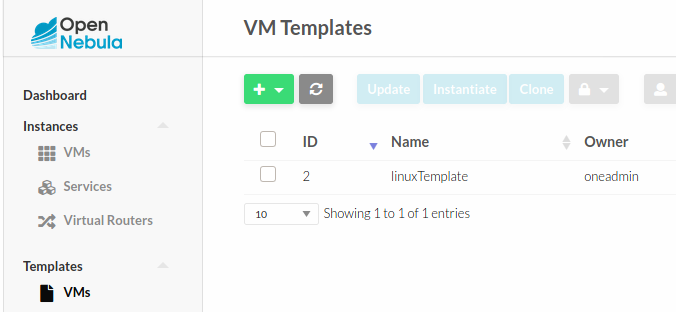 Open
Nebula
VM Templates
Dashboard
Instances
VMs
Services
Virtual Routers
Templates
VMs
Update Instantiate Clone
ID Name Owner
2 linuxTemplate oneadmin
10 Showing 1 to 1 of 1 entries